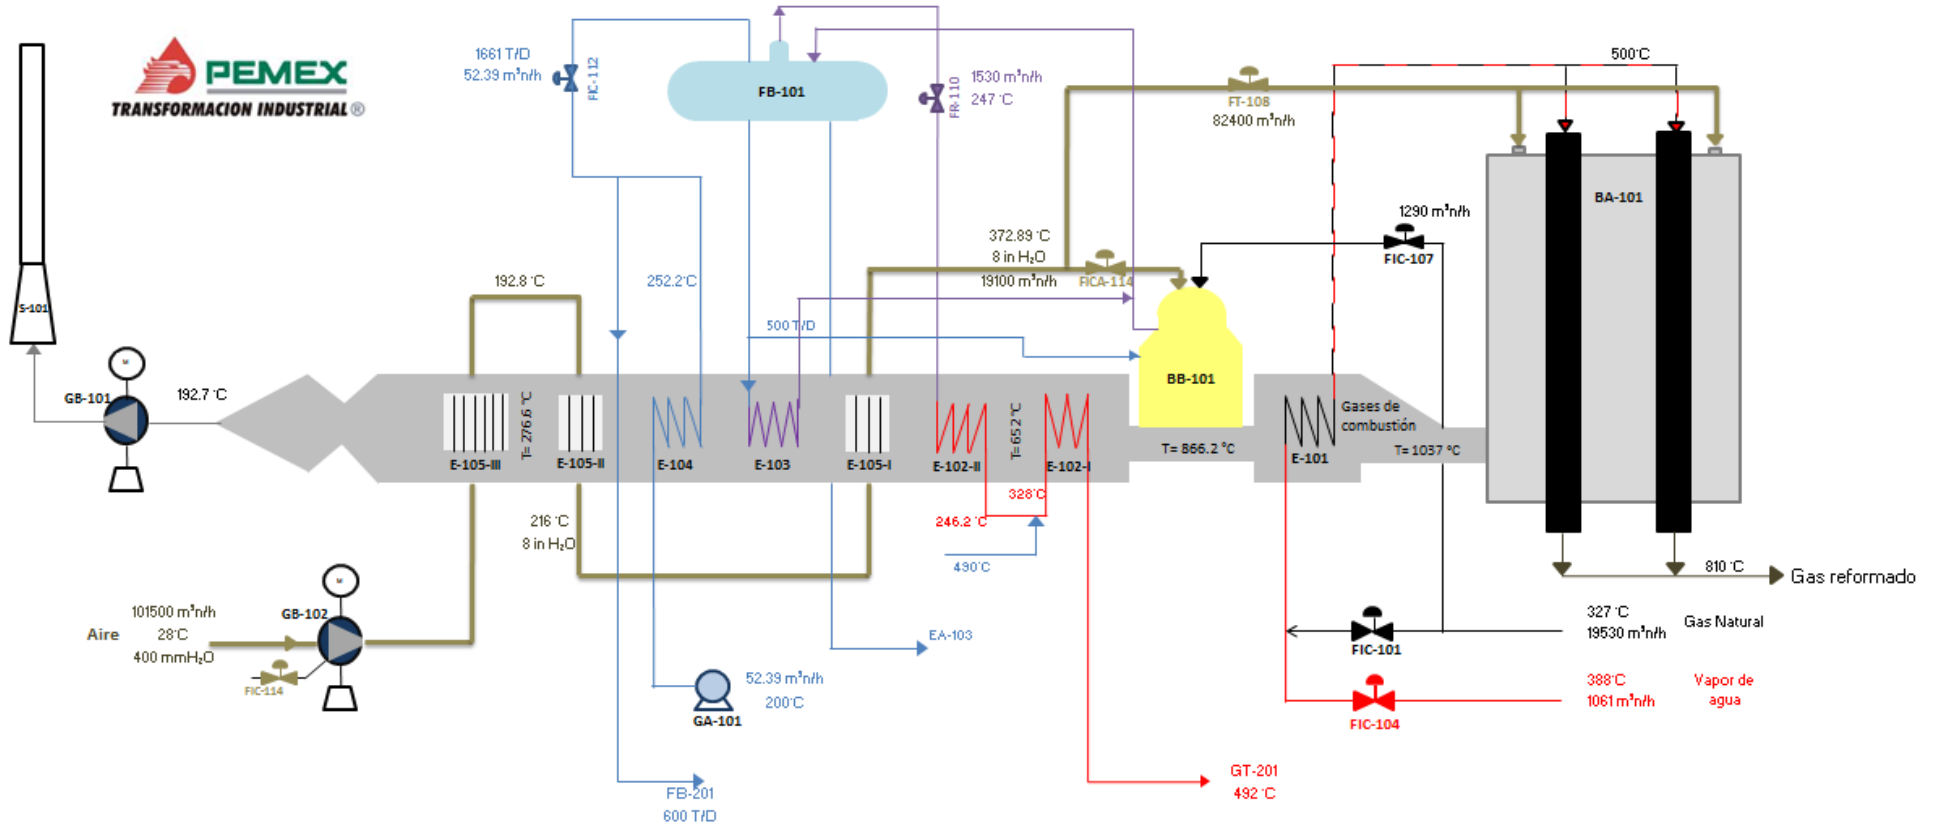 PEMEX
TRANSFORMACION INDUSTRIAL®
1661 T/D
52.39 m³n/h
FIC-112
FB-101
FR-110
1530 m³n/h
247 °C
FT-108
82400 m³n/h
500°C
BA-101
1290 m³n/h
FIC-107
372.89 °C
8 in H₂O
19100 m³n/h
FICA-114
192.8°C
252.2°C
500 T/D
S-101
GB-101
M
192.7 °C
BB-101
E-105-III
T= 276.6 °C
E-105-II
E-104
E-103
E-105-I
E-102-II
T= 652 °C
E-102-I
T= 866.2 °C
E-101
Gases de
combustión
T= 1037 °C
216 °C
8 in H₂O
246.2 °C
328°C
490°C
810 °C
Gas reformado
Aire
101500 m³n/h
28°C
400 mmH₂O
GB-102
M
FIC-114
EA-103
GA-101
52.39 m³n/h
200°C
FIC-101
327 °C
19530 m³n/h
Gas Natural
FIC-104
388°C
1061 m³n/h
Vapor de
agua
FB-201
600 T/D
GT-201
492 °C